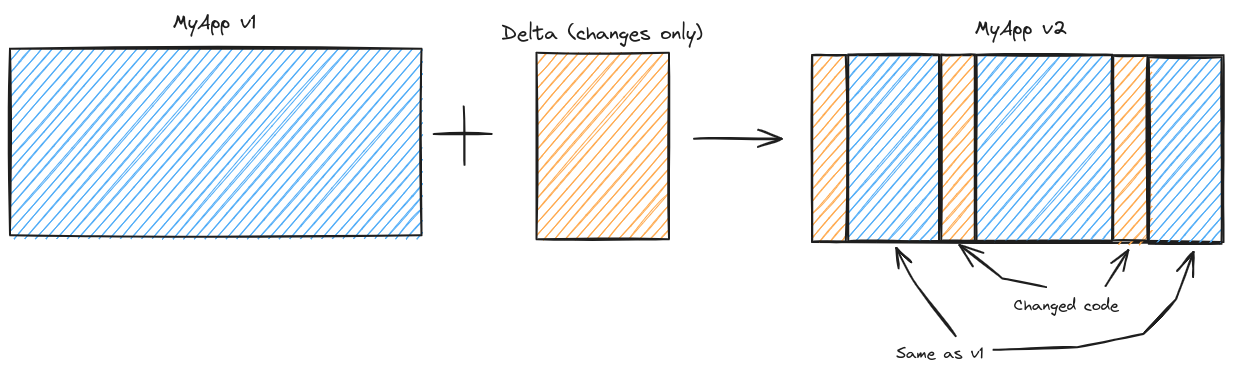 MyApp v1
Delta (changes only)
MyApp v2
Changed code
Same as v1